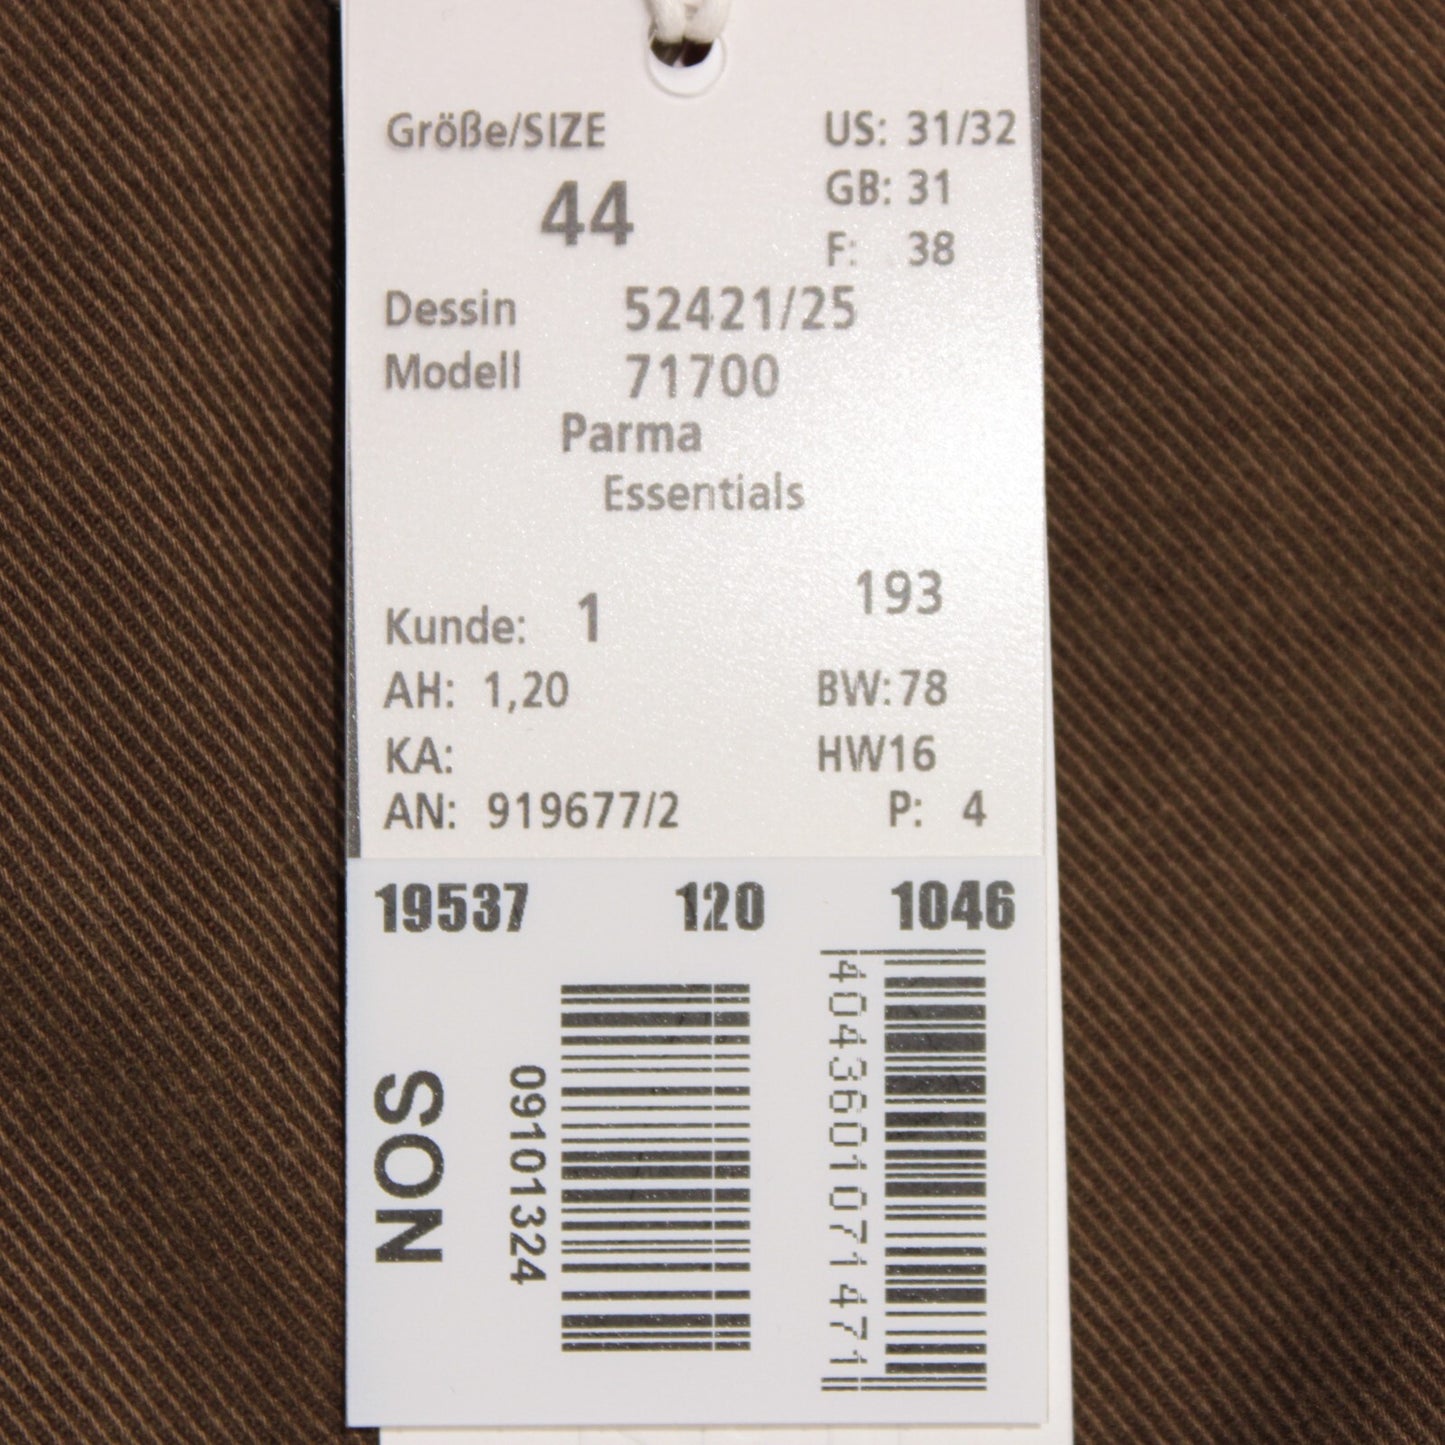 Größe/SIZE
44
US: 31/32
GB: 31
F: 38
Dessin 52421/25
Modell 71700
Parma
Essentials
193
Kunde: 1
AH: 1,20 BW: 78
KA: HW16
AN: 919677/2 P: 4
19537 120 1046
SON
09101324
4043601071471